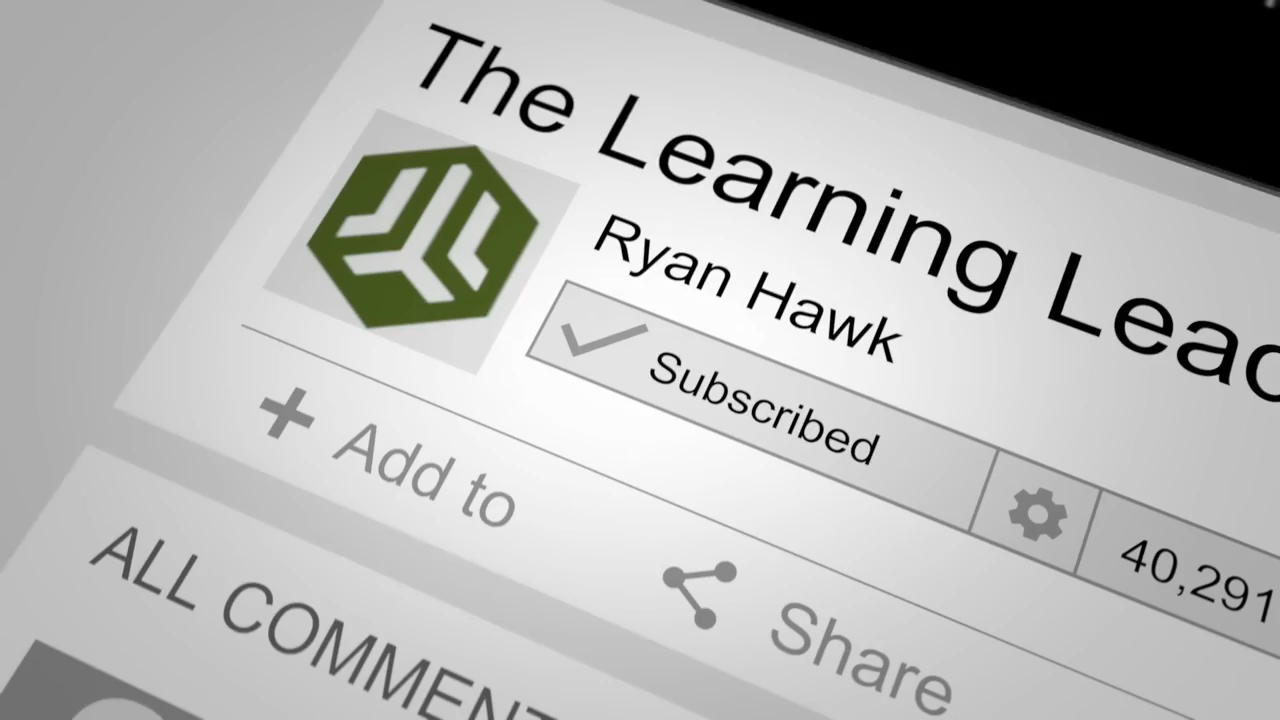 The Learning Lead
Ryan Hawk
Subscribed
40,291
Add to
Share
ALL COMMENT